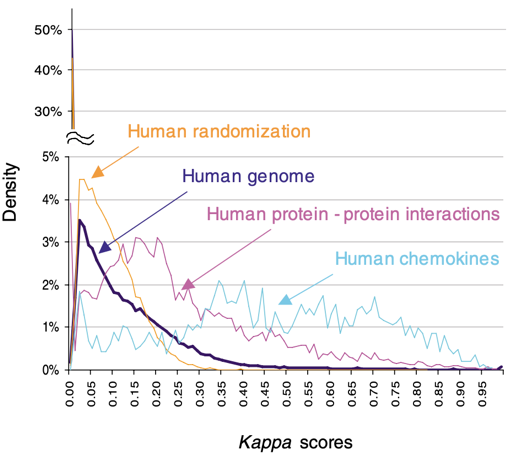 50%
40%
30%
Human randomization
5%
Human genome
4%
Human protein - protein interactions
3%
Human chemokines
2%
1%
0%
Density
0.00 0.05 0.10 0.15 0.20 0.25 0.30 0.35 0.40 0.45 0.50 0.55 0.60 0.65 0.70 0.75 0.80 0.85 0.90 0.95
Kappa scores